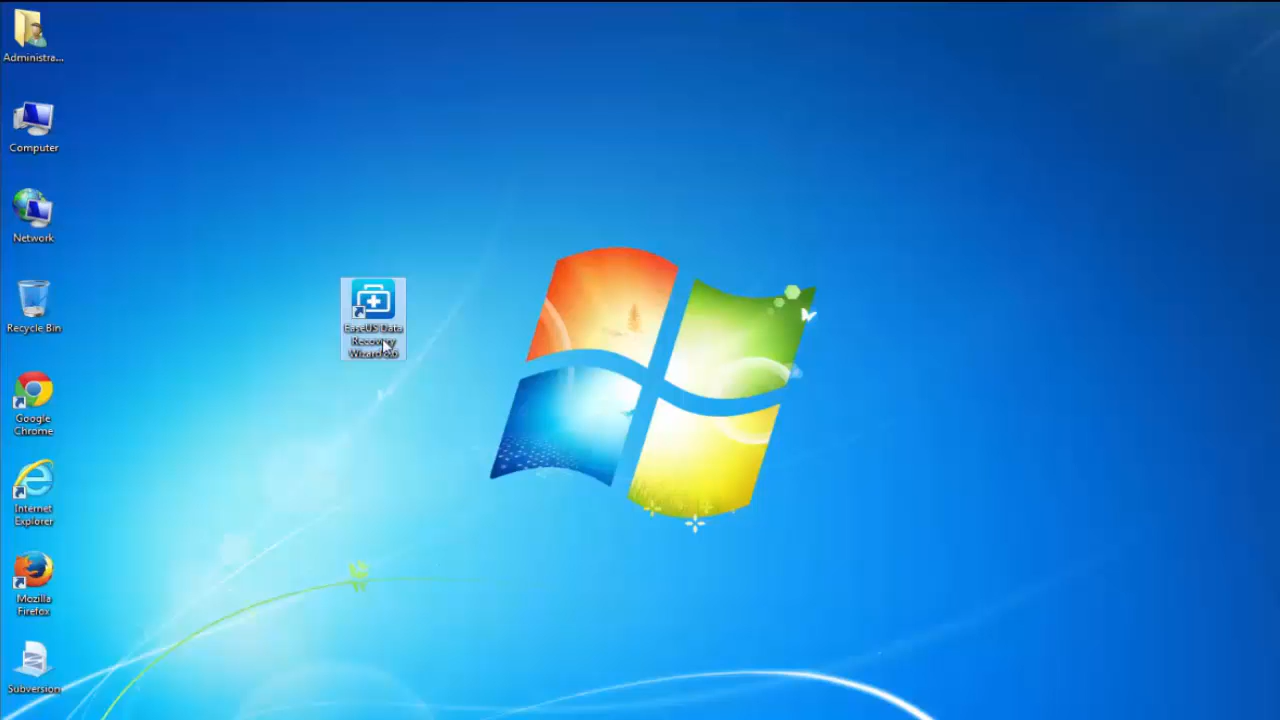 Administra...
Computer
Network
Recycle Bin
Google
Chrome
Internet
Explorer
Mozilla
Firefox
Subversion
EaseUS Data
Recovery
Wizard